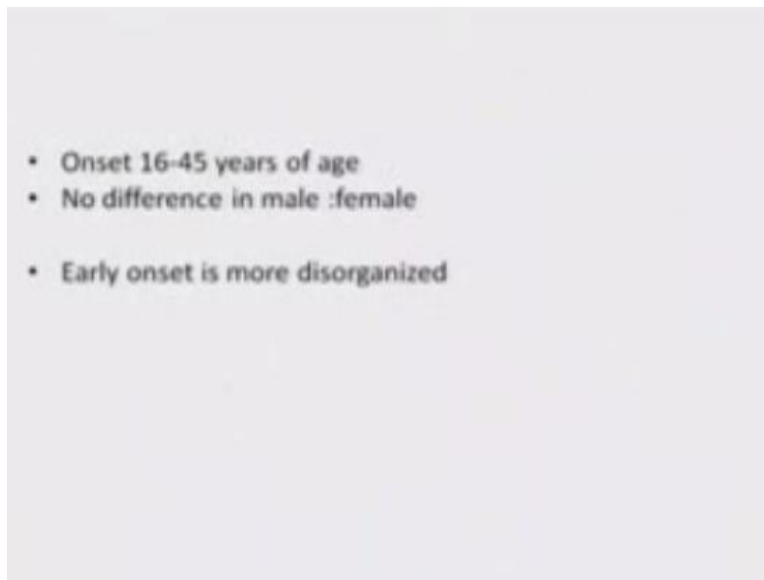 • Onset 16-45 years of age
• No difference in male :female
• Early onset is more disorganized